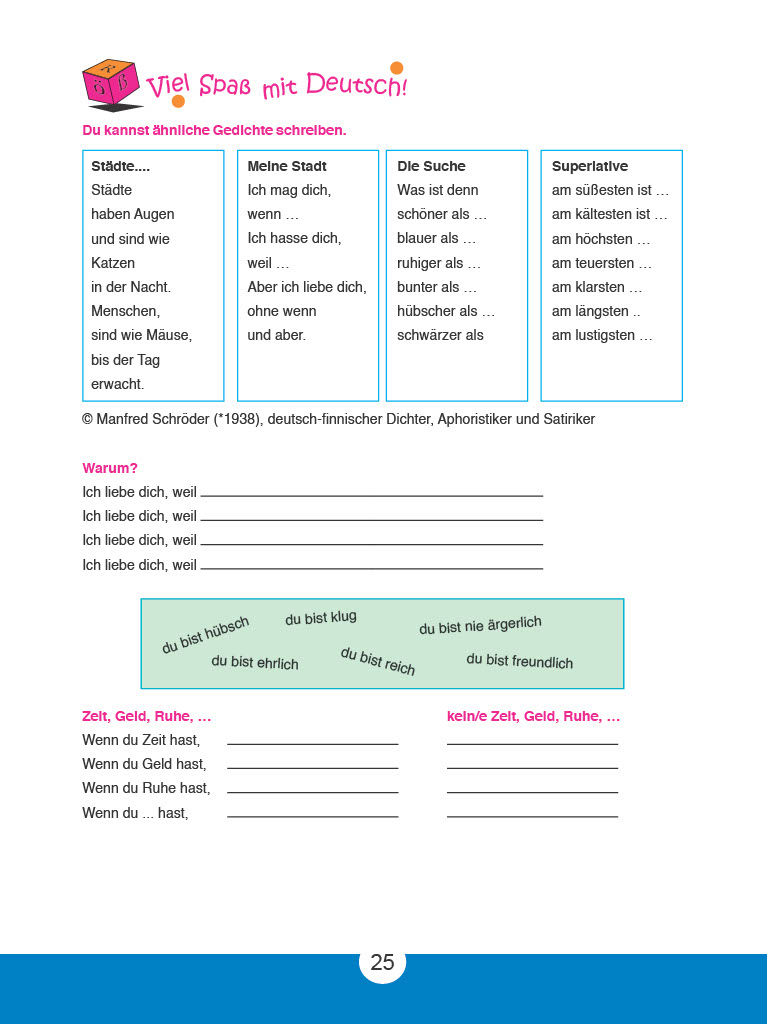 K
Ö
ß
Viel Spaß mit Deutsch!
Du kannst ähnliche Gedichte schreiben.
Städte....
Städte
haben Augen
und sind wie
Katzen
in der Nacht.
Menschen,
sind wie Mäuse,
bis der Tag
erwacht.
Meine Stadt
Ich mag dich,
wenn …
Ich hasse dich,
weil …
Aber ich liebe dich,
ohne wenn
und aber.
Die Suche
Was ist denn
schöner als …
blauer als …
ruhiger als …
bunter als …
hübscher als …
schwärzer als
Superlative
am süßesten ist …
am kältesten ist …
am höchsten …
am teuersten …
am klarsten …
am längsten ..
am lustigsten …
© Manfred Schröder (*1938), deutsch-finnischer Dichter, Aphoristiker und Satiriker
Warum?
Ich liebe dich, weil
Ich liebe dich, weil
Ich liebe dich, weil
Ich liebe dich, weil
du bist hübsch
du bist klug
du bist nie ärgerlich
du bist ehrlich
du bist reich
du bist freundlich
Zeit, Geld, Ruhe, …
Wenn du Zeit hast,
Wenn du Geld hast,
Wenn du Ruhe hast,
Wenn du ... hast,
kein/e Zeit, Geld, Ruhe, …
25